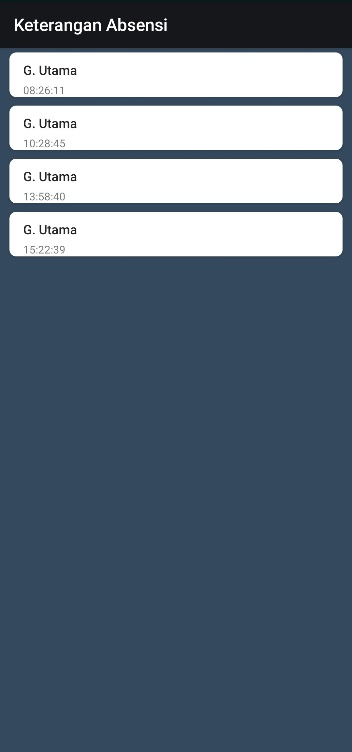 Keterangan Absensi
G. Utama
08:26:11
G. Utama
10:28:45
G. Utama
13:58:40
G. Utama
15:22:39